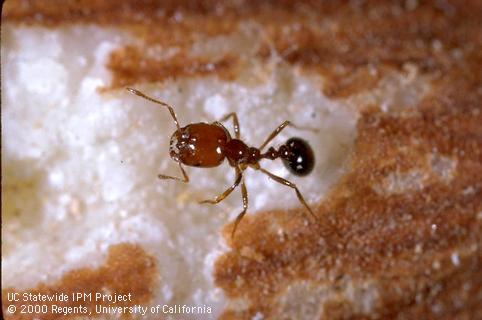 UC Statewide IPM Project
© 2000 Regents, University of California